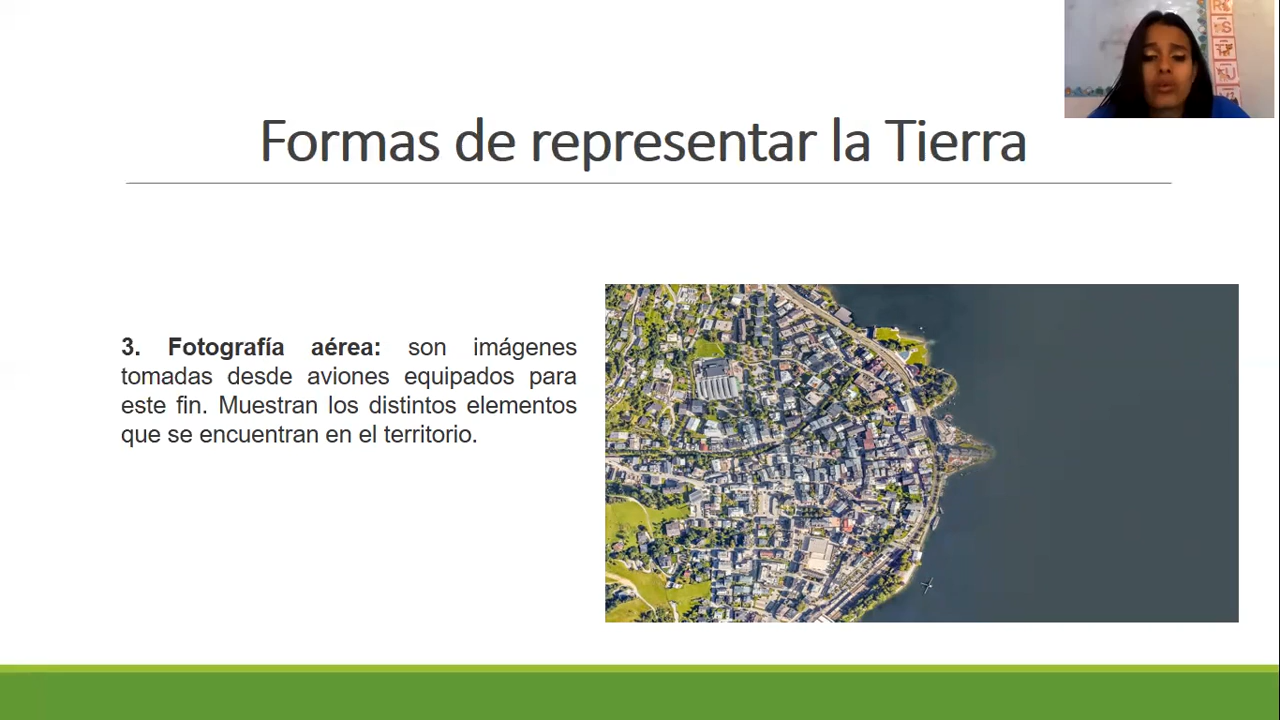 Formas de representar la Tierra
3. Fotografía aérea: son imágenes
tomadas desde aviones equipados para
este fin. Muestran los distintos elementos
que se encuentran en el territorio.
R
S
U